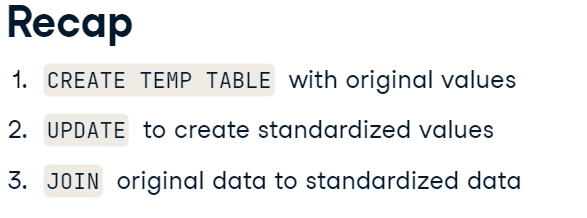 Recap
1. CREATE TEMP TABLE with original values
2. UPDATE to create standardized values
3. JOIN original data to standardized data